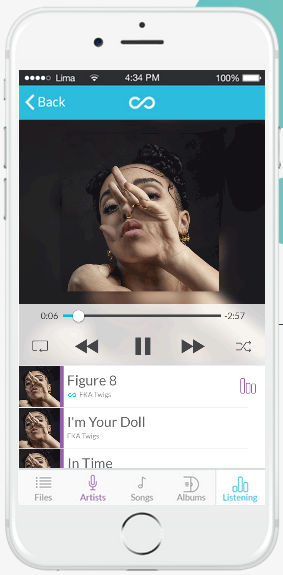 Lima 4:34 PM 100%
Back
0:06 -2:57
Figure 8
FKA Twigs
I'm Your Doll
FKA Twigs
In Time
Files Artists Songs Albums Listening